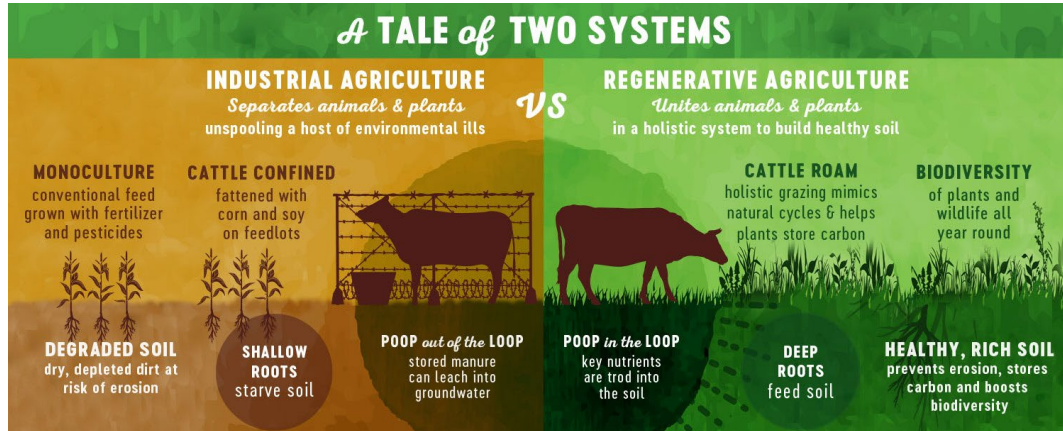 A TALE of TWO SYSTEMS
INDUSTRIAL AGRICULTURE
Separates animals & plants
unspooling a host of environmental ills
VS
REGENERATIVE AGRICULTURE
Unites animals & plants
in a holistic system to build healthy soil
MONOCULTURE
conventional feed
grown with fertilizer
and pesticides
CATTLE CONFINED
fattened with
corn and soy
on feedlots
CATTLE ROAM
holistic grazing mimics
natural cycles & helps
plants store carbon
BIODIVERSITY
of plants and
wildlife all
year round
DEGRADED SOIL
dry, depleted dirt at
risk of erosion
SHALLOW
ROOTS
starve soil
POOP out of the LOOP
stored manure
can leach into
groundwater
POOP in the LOOP
key nutrients
are trod into
the soil
DEEP
ROOTS
feed soil
HEALTHY, RICH SOIL
prevents erosion, stores
carbon and boosts
biodiversity